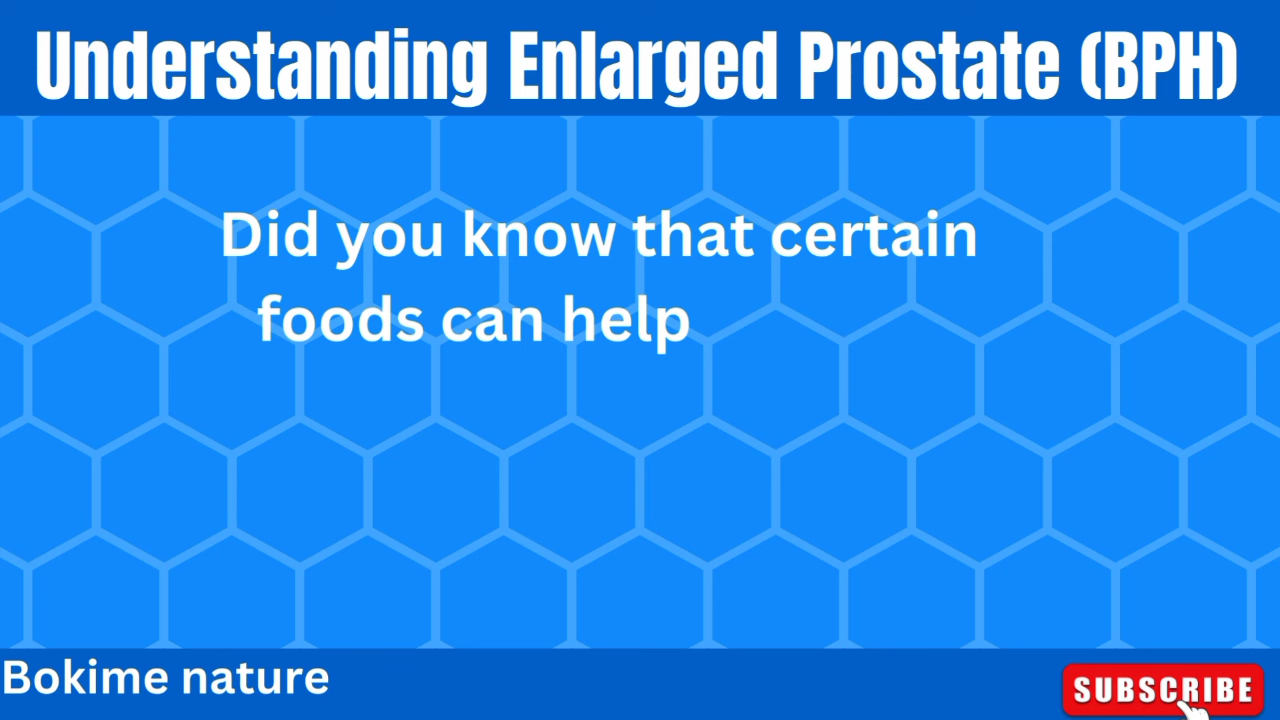 Understanding Enlarged Prostate (BPH)
Did you know that certain
foods can help
Bokime nature
SUBSCRIBE